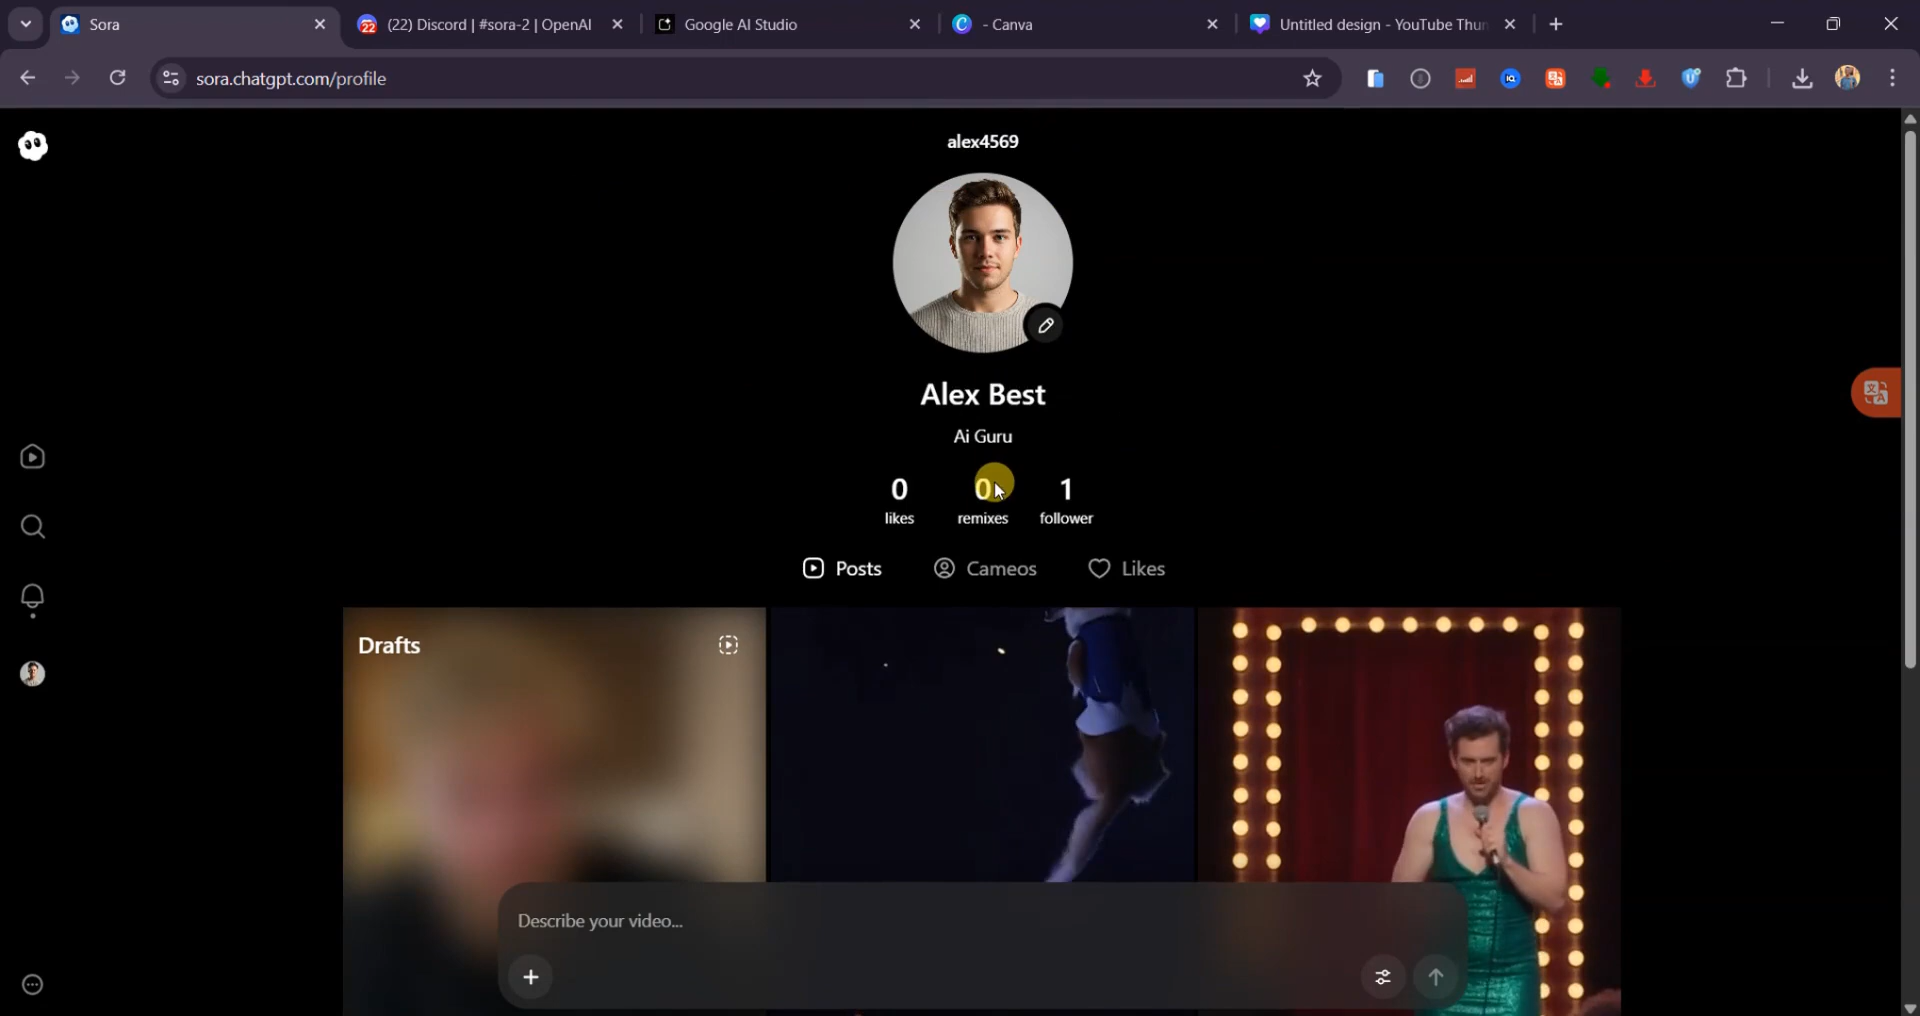 Sora
(22) Discord | #sora-2 | OpenAI
Google AI Studio
- Canva
Untitled design - YouTube Thun
sora.chatgpt.com/profile
alex4569
Alex Best
Ai Guru
0
0
1
likes
remixes
follower
Posts
Cameos
Likes
Drafts
Describe your video...